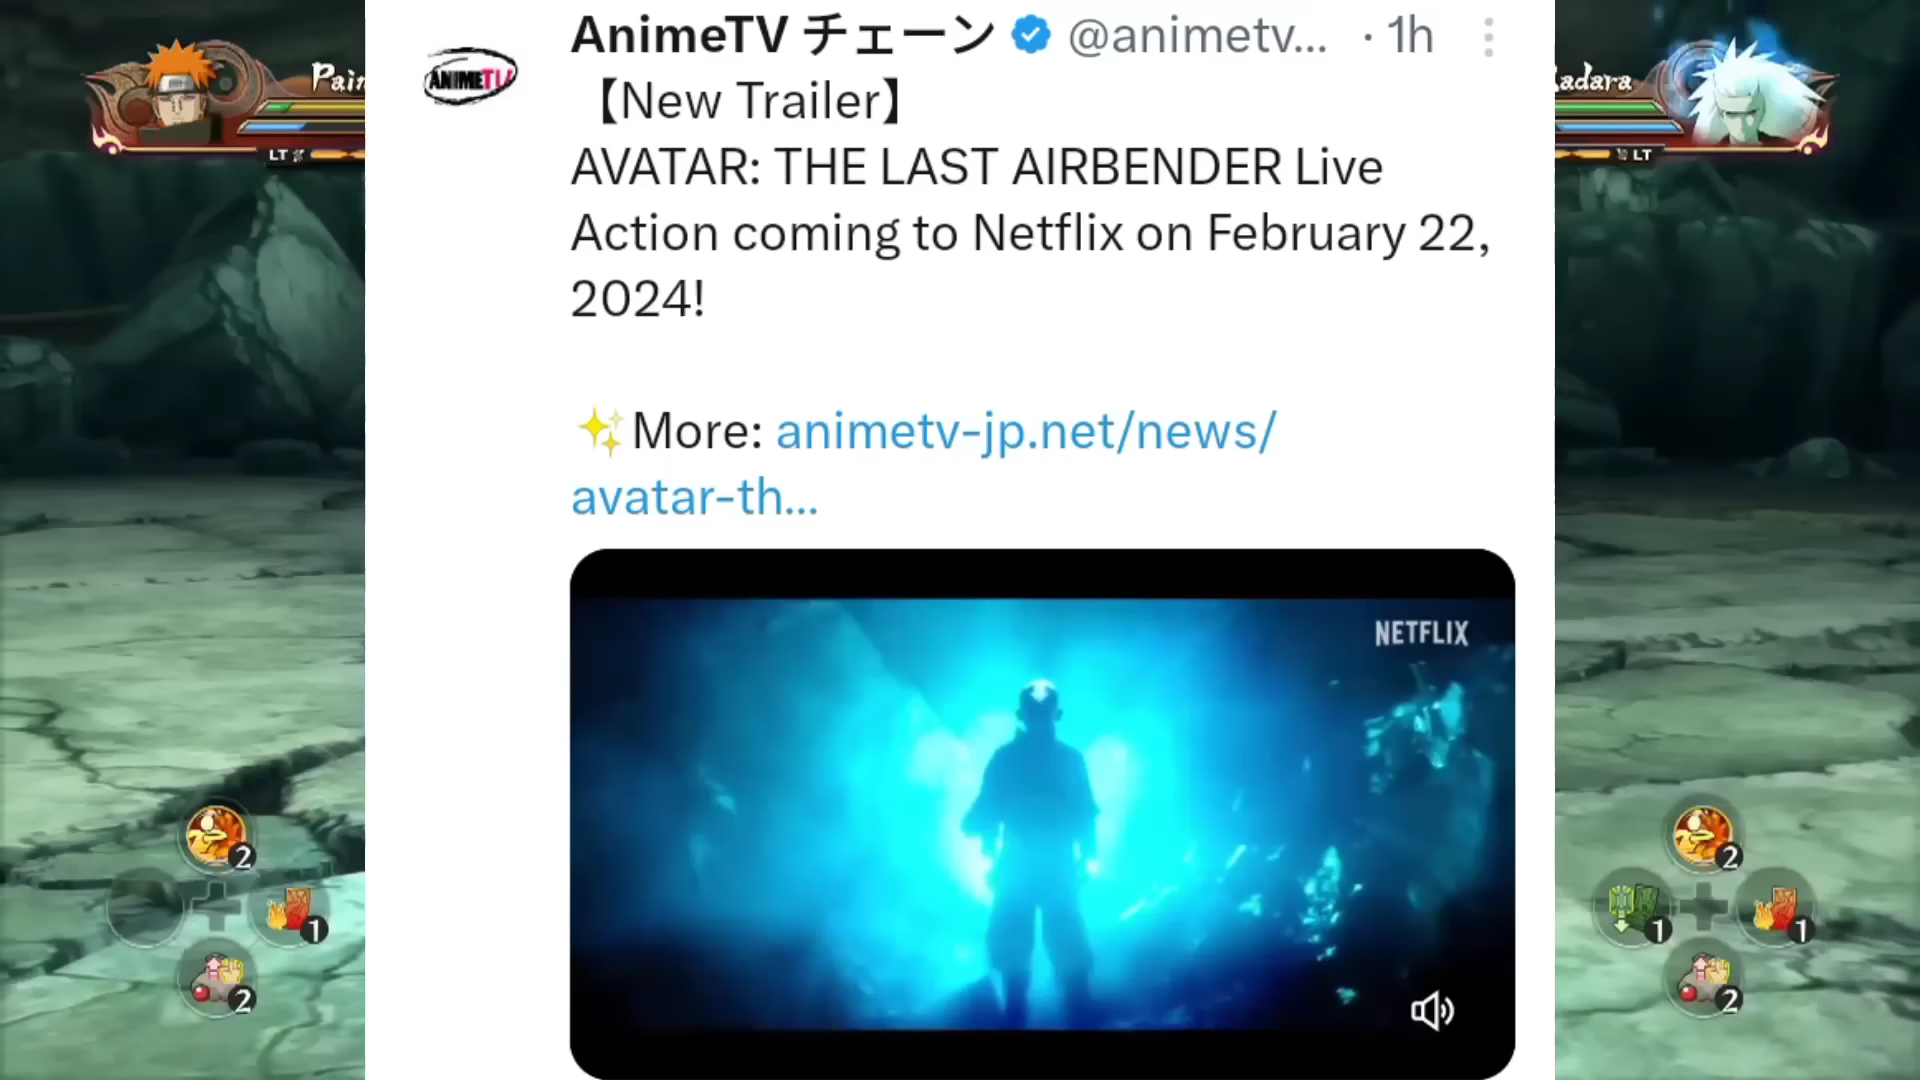 AnimeTV チェーン @animetv... · 1h
ANIMETV
【New Trailer】
AVATAR: THE LAST AIRBENDER Live
Action coming to Netflix on February 22,
2024!
✨More: animetv-jp.net/news/
avatar-th...
NETFLIX
Pain
LT
2
1
2
adara
LT
2
1
1
2